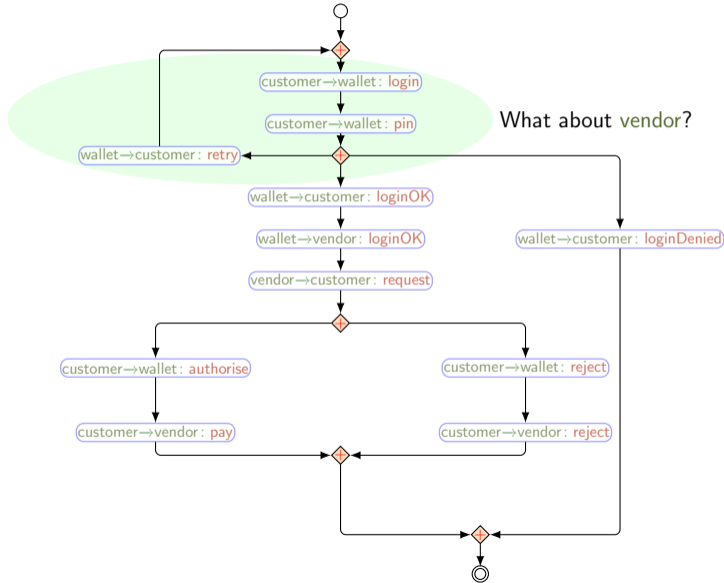 customer→wallet: login
What about vendor?
customer→wallet: pin
wallet→customer: retry
wallet→customer: loginOK
wallet→vendor: loginOK
wallet→customer: loginDenied
vendor→customer: request
customer→wallet: authorise
customer→wallet: reject
customer→vendor: pay
customer→vendor: reject